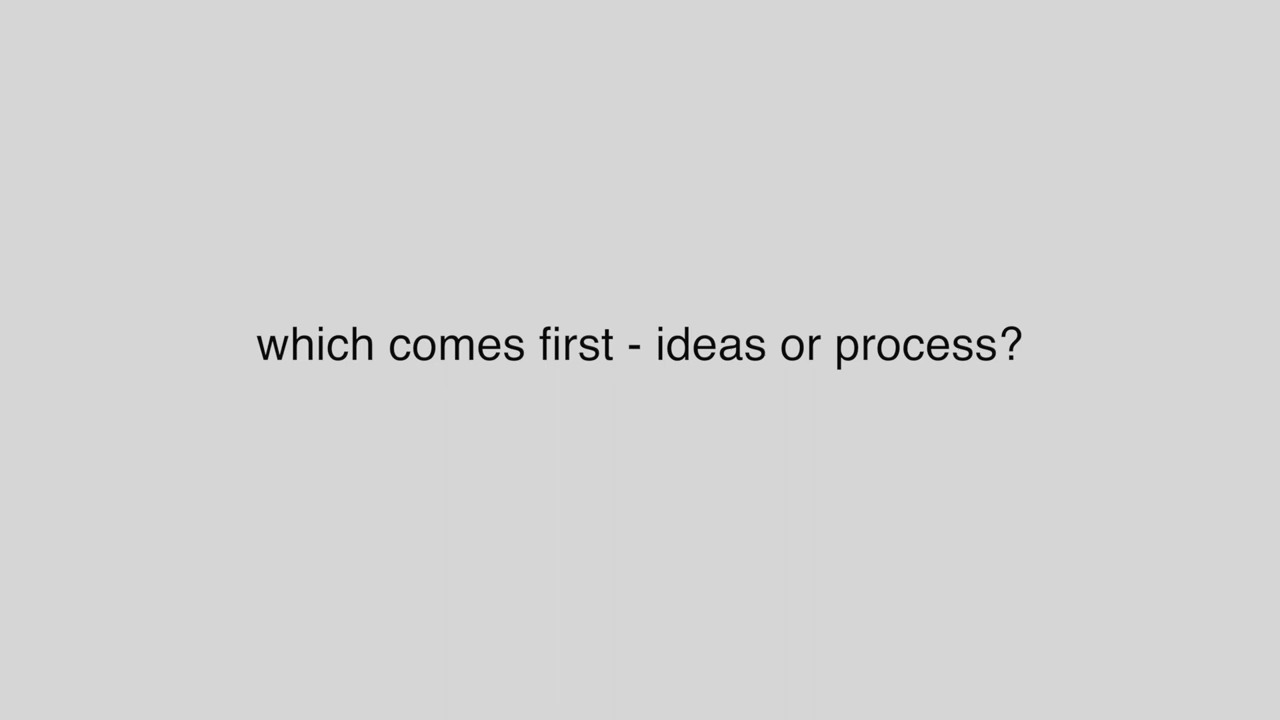 which comes first - ideas or process?